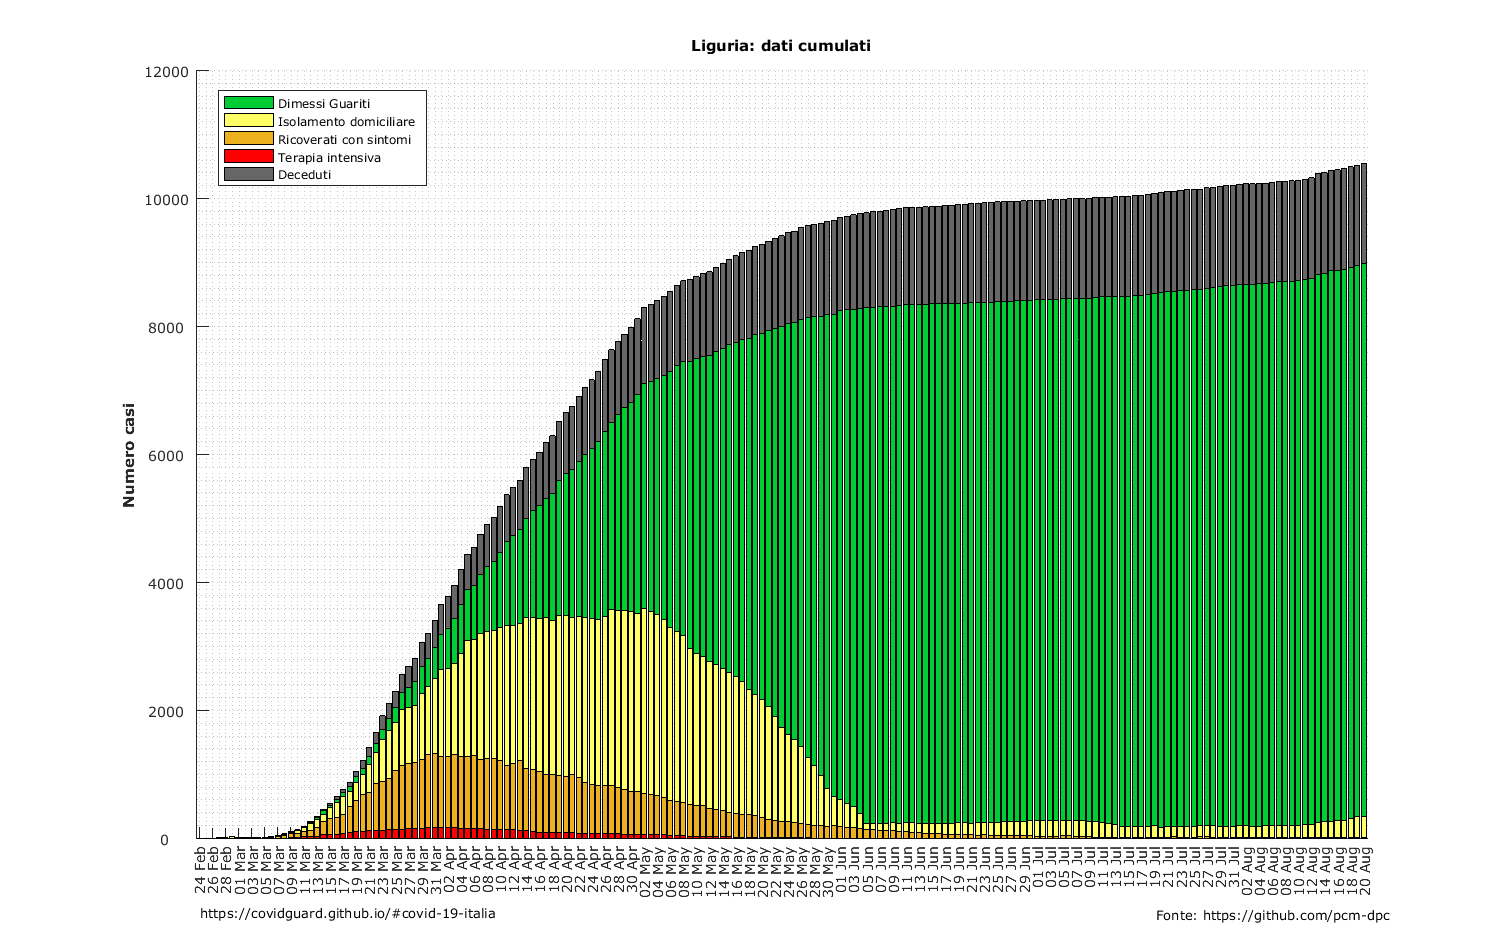 Liguria: dati cumulati
12000
10000
8000
6000
4000
2000
0
Numero casi
Dimessi Guariti
Isolamento domiciliare
Ricoverati con sintomi
Terapia intensiva
Deceduti
24 Feb
26 Feb
28 Feb
01 Mar
03 Mar
05 Mar
07 Mar
09 Mar
11 Mar
13 Mar
15 Mar
17 Mar
19 Mar
21 Mar
23 Mar
25 Mar
27 Mar
29 Mar
31 Mar
02 Apr
04 Apr
06 Apr
08 Apr
10 Apr
12 Apr
14 Apr
16 Apr
18 Apr
20 Apr
22 Apr
24 Apr
26 Apr
28 Apr
30 Apr
02 May
04 May
06 May
08 May
10 May
12 May
14 May
16 May
18 May
20 May
22 May
24 May
26 May
28 May
30 May
01 Jun
03 Jun
05 Jun
07 Jun
09 Jun
11 Jun
13 Jun
15 Jun
17 Jun
19 Jun
21 Jun
23 Jun
25 Jun
27 Jun
29 Jun
01 Jul
03 Jul
05 Jul
07 Jul
09 Jul
11 Jul
13 Jul
15 Jul
17 Jul
19 Jul
21 Jul
23 Jul
25 Jul
27 Jul
29 Jul
31 Jul
02 Aug
04 Aug
06 Aug
08 Aug
10 Aug
12 Aug
14 Aug
16 Aug
18 Aug
20 Aug
https://covidguard.github.io/#covid-19-italia
Fonte: https://github.com/pcm-dpc